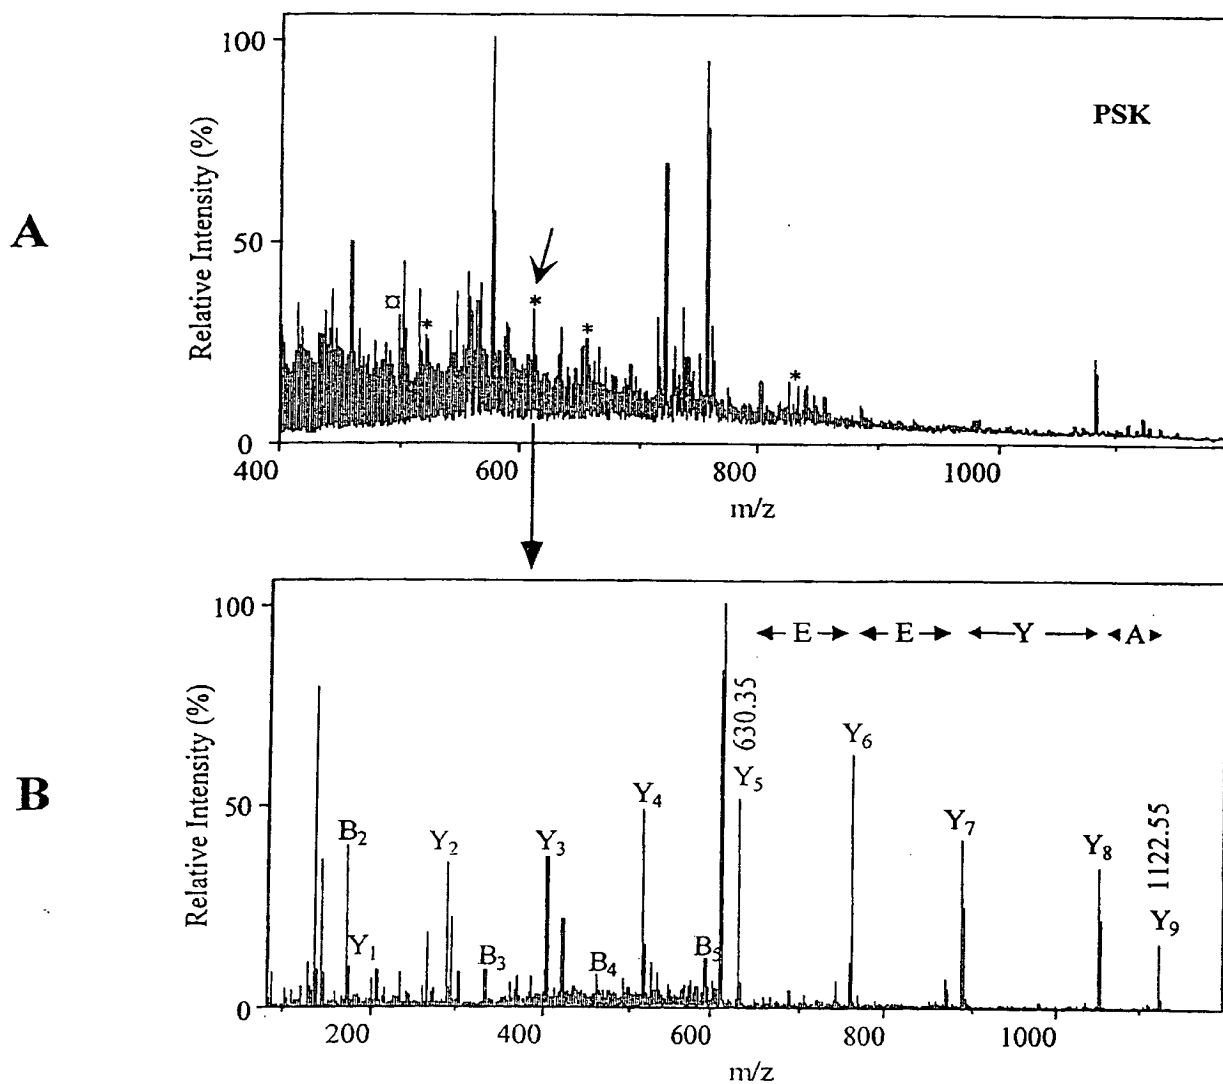 A
Relative Intensity (%)
100
50
0
PSK
¤
*
*
*
*
400
600
800
1000
m/z
B
Relative Intensity (%)
100
50
0
E E Y A
630.35
1122.55
B2
Y1
Y2
B3
Y3
B4
Y4
B5
Y5
Y6
Y7
Y8
Y9
200
400
600
800
1000
m/z